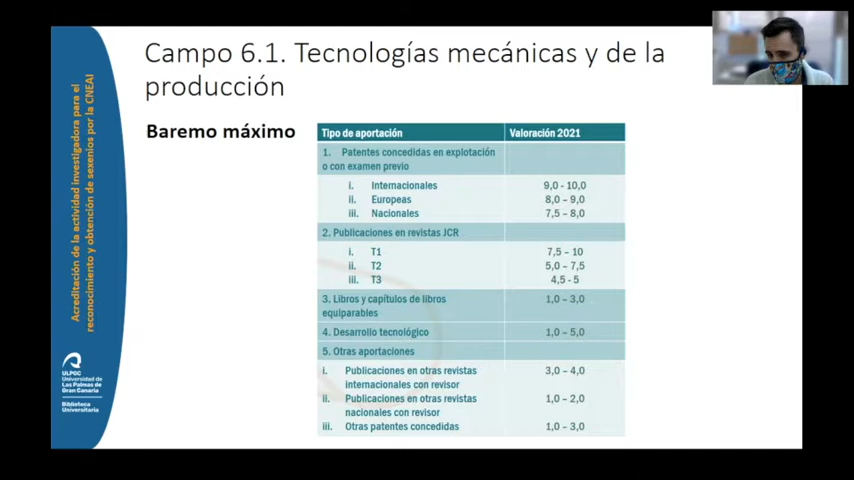 Campo 6.1. Tecnologías mecánicas y de la
producción
Acreditación de la actividad investigadora para el
reconocimiento y obtención de sexenios por la CNEAI
Baremo máximo
Tipo de aportación Valoración 2021
1. Patentes concedidas en explotación
o con examen previo
i. Internacionales 9,0 - 10,0
ii. Europeas 8,0 – 9,0
iii. Nacionales 7,5 – 8,0
2. Publicaciones en revistas JCR
i. T1 7,5 – 10
ii. T2 5,0 – 7,5
iii. T3 4,5 - 5
3. Libros y capítulos de libros
equiparables 1,0 – 3,0
4. Desarrollo tecnológico 1,0 – 5,0
5. Otras aportaciones
i. Publicaciones en otras revistas
internacionales con revisor 3,0 – 4,0
ii. Publicaciones en otras revistas
nacionales con revisor 1,0 – 2,0
iii. Otras patentes concedidas 1,0 – 3,0
ULPGC
Universidad de
Las Palmas de
Gran Canaria
Biblioteca
Universitaria